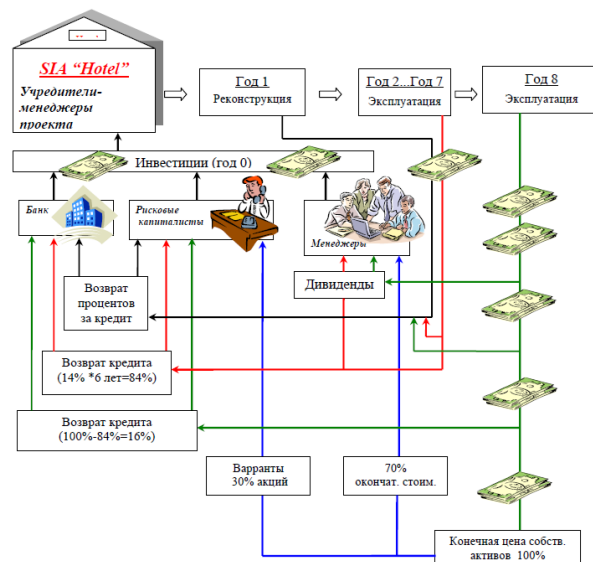 SIA “Hotel”
Учредители-
менеджеры
проекта
Год 1
Реконструкция
Год 2...Год 7
Эксплуатация
Год 8
Эксплуатация
Инвестиции (год 0)
Банк
Рисковые
капиталисты
Менеджеры
Возврат
процентов
за кредит
Дивиденды
Возврат кредита
(14% *6 лет=84%)
Возврат кредита
(100%-84%=16%)
Варранты
30% акций
70%
окончат. стоим.
Конечная цена собств.
активов 100%